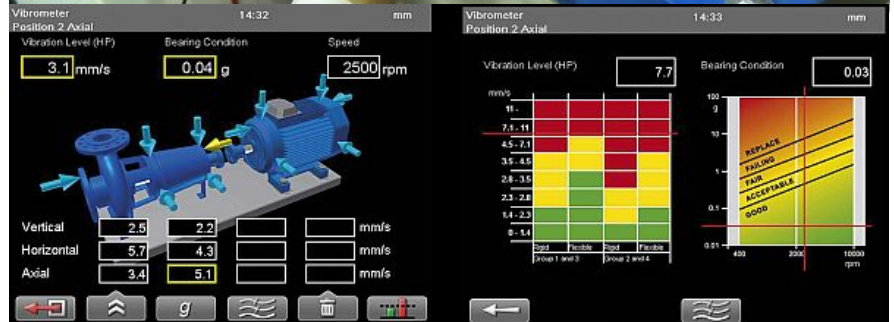 Vibrometer 14:32 mm
Position 2 Axial
Vibration Level (HP) Bearing Condition Speed
3.1 mm/s 0.04 g 2500 rpm
Vertical 2.5 2.2 mm/s
Horizontal 5.7 4.3 mm/s
Axial 3.4 5.1 mm/s
g
Vibrometer 14:33 mm
Position 2 Axial
Vibration Level (HP) 7.7 Bearing Condition 0.03
mm/s
11 -
7.1 - 11
4.5 - 7.1
3.5 - 4.5
2.8 - 3.5
2.3 - 2.8
1.4 - 2.3
0 - 1.4
Rigid Flexible Rigid Flexible
Group 1 and 3 Group 2 and 4
100
g
10
1
0.1
0.01
REPLACE
FAILING
FAIR
ACCEPTABLE
GOOD
400 2000 10000
rpm